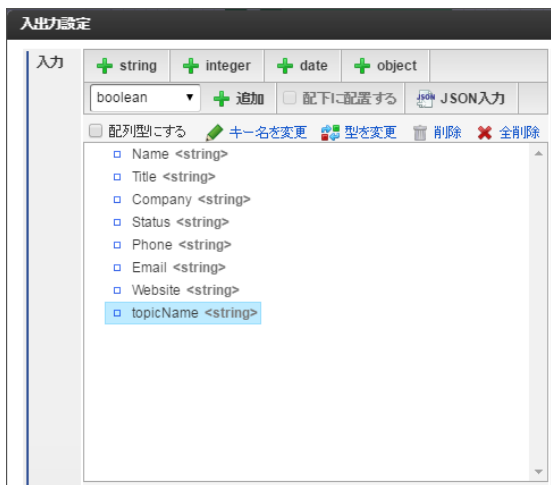 入出力設定
入力
string integer date object
boolean ▼ 追加 配下に配置する JSON入力
配列型にする キー名を変更 型を変更 削除 全削除
Name <string>
Title <string>
Company <string>
Status <string>
Phone <string>
Email <string>
Website <string>
topicName <string>